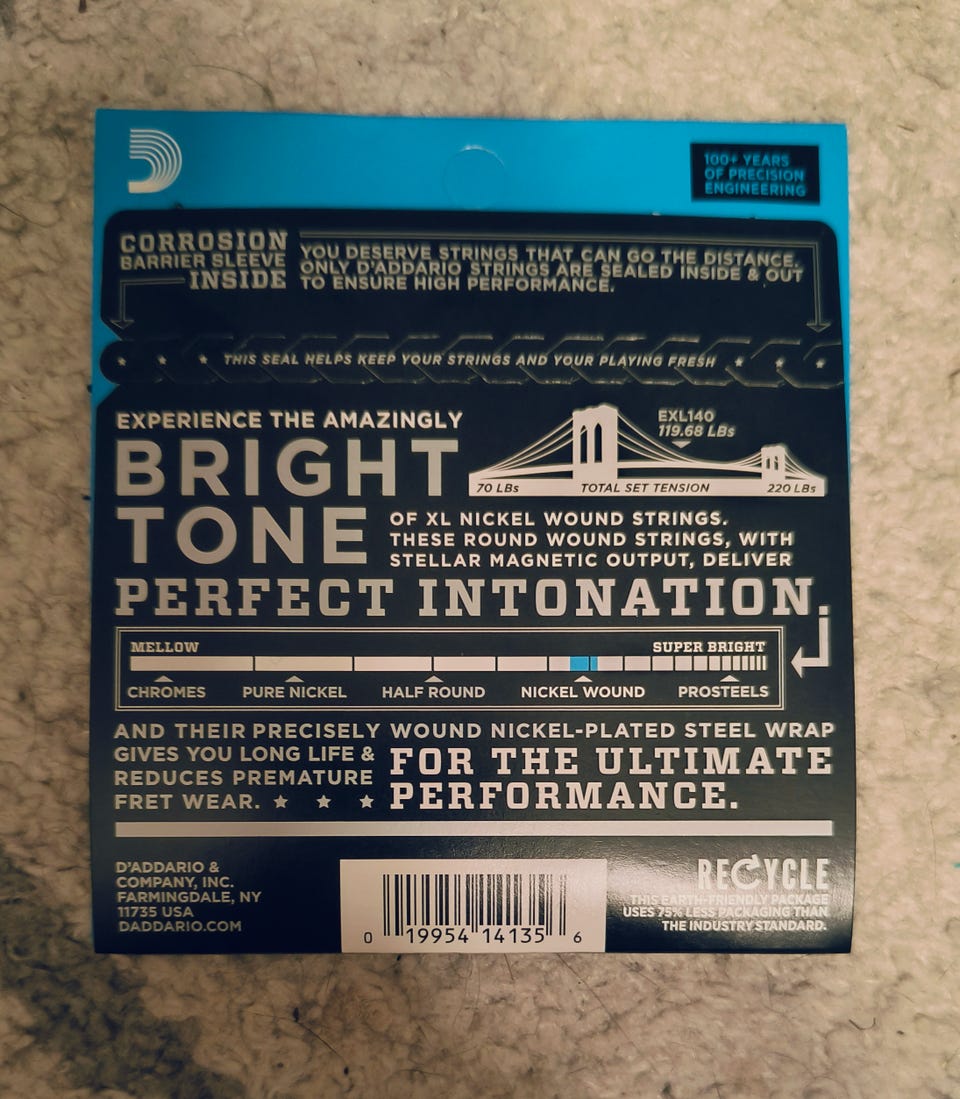 100+ YEARS
OF PRECISION
ENGINEERING
CORROSION
BARRIER SLEEVE
INSIDE
YOU DESERVE STRINGS THAT CAN GO THE DISTANCE.
ONLY D'ADDARIO STRINGS ARE SEALED INSIDE & OUT
TO ENSURE HIGH PERFORMANCE.
THIS SEAL HELPS KEEP YOUR STRINGS AND YOUR PLAYING FRESH
EXPERIENCE THE AMAZINGLY
BRIGHT
TONE
EXL140
119.68 LBs
70 LBs TOTAL SET TENSION 220 LBs
OF XL NICKEL WOUND STRINGS.
THESE ROUND WOUND STRINGS, WITH
STELLAR MAGNETIC OUTPUT, DELIVER
PERFECT INTONATION.
MELLOW SUPER BRIGHT
CHROMES PURE NICKEL HALF ROUND NICKEL WOUND PROSTEELS
AND THEIR PRECISELY WOUND NICKEL-PLATED STEEL WRAP
GIVES YOU LONG LIFE &
REDUCES PREMATURE
FRET WEAR.
FOR THE ULTIMATE
PERFORMANCE.
D'ADDARIO &
COMPANY, INC.
FARMINGDALE, NY
11735 USA
DADDARIO.COM
0 19954 14135 6
RECYCLE
THIS EARTH-FRIENDLY PACKAGE
USES 75% LESS PACKAGING THAN
THE INDUSTRY STANDARD.